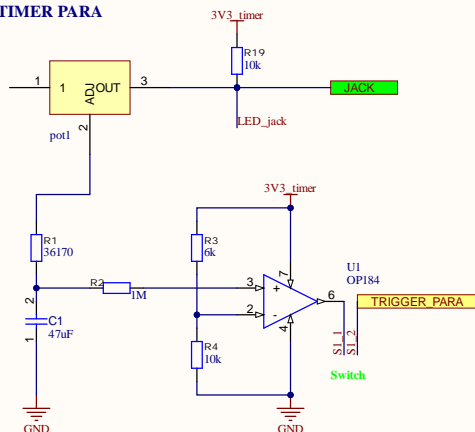 TIMER PARA
3V3_timer
R19
10k
1
1
ADJ
OUT
3
JACK
2
pot1
LED_jack
3V3_timer
R1
36170
R3
6k
U1
OP184
R2
1M
3
+
7
6
2
-
4
TRIGGER_PARA
2
C1
47uF
1
R4
10k
S1_1
S1_2
Switch
GND
GND